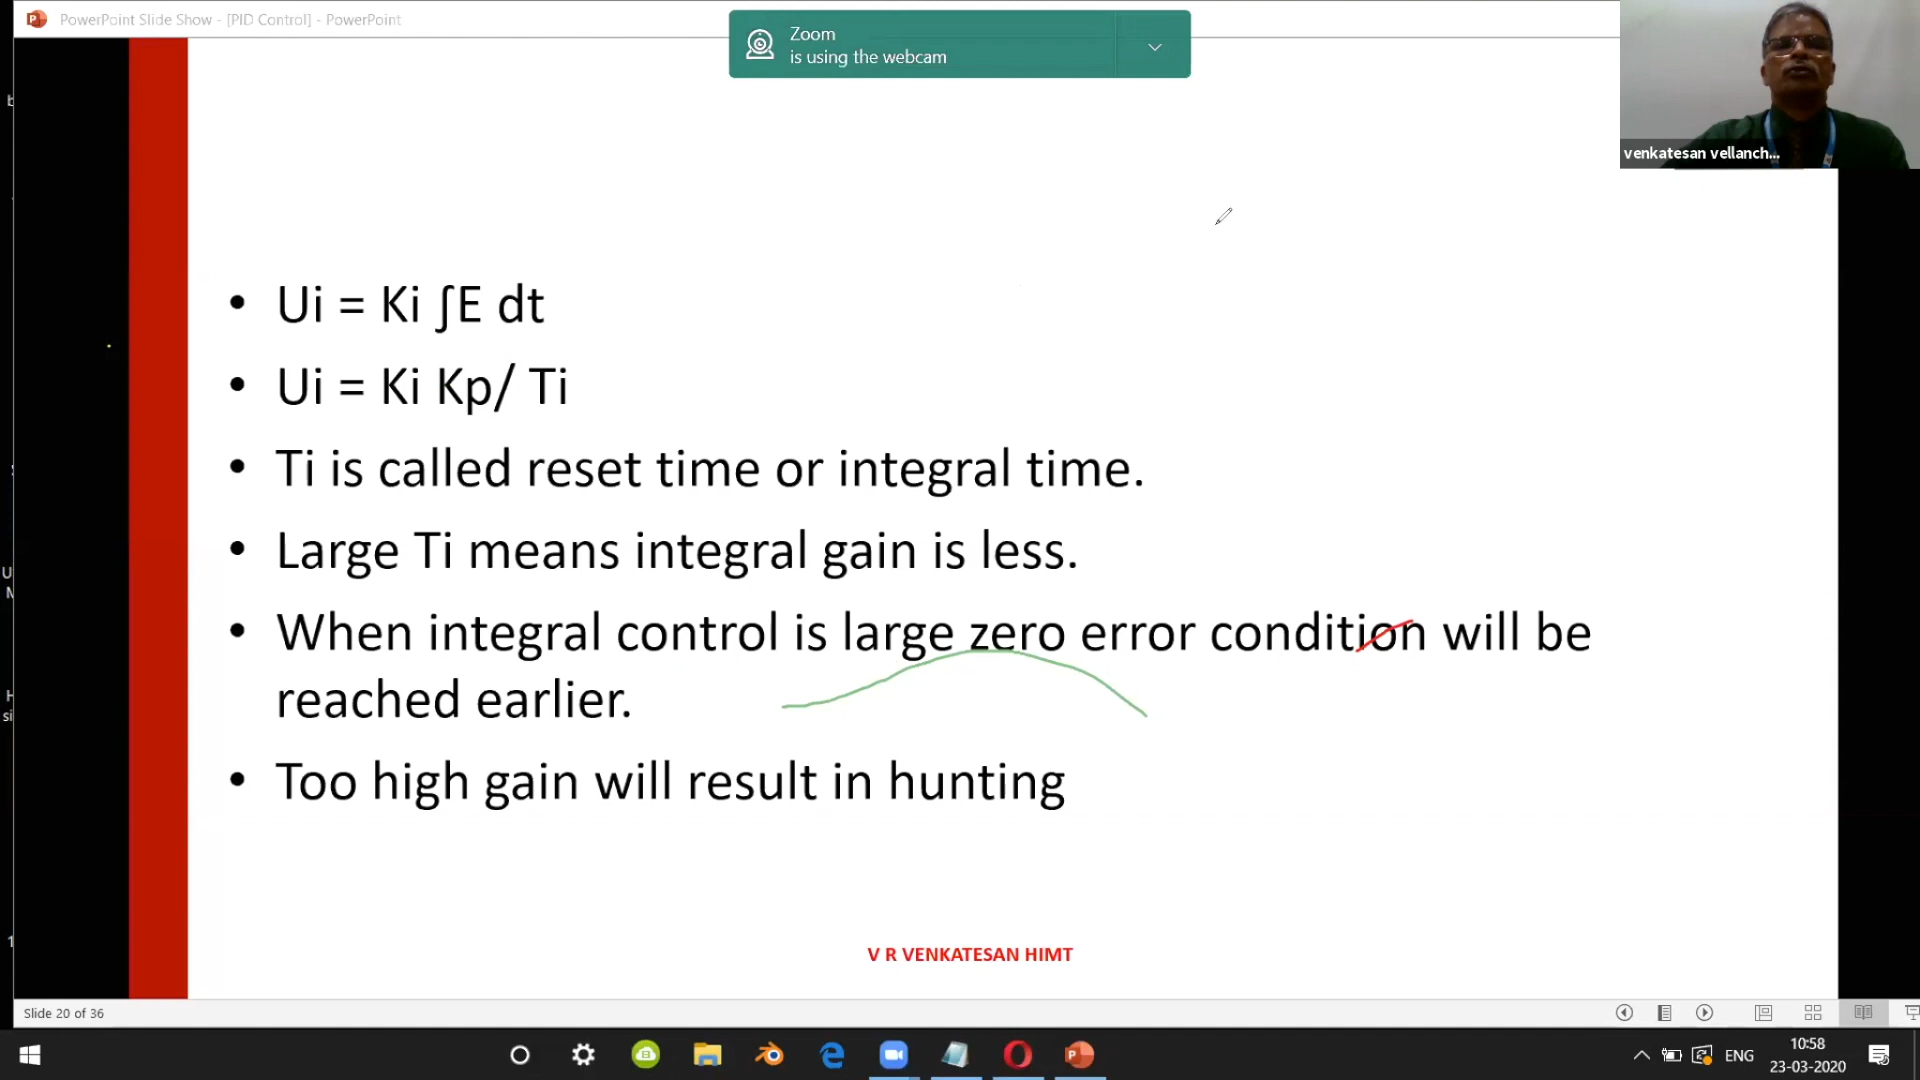 PowerPoint Slide Show - [PID Control] - PowerPoint
Zoom
is using the webcam
venkatesan vellanch...
• Ui = Ki ∫E dt
• Ui = Ki Kp/ Ti
• Ti is called reset time or integral time.
• Large Ti means integral gain is less.
• When integral control is large zero error condition will be
reached earlier.
• Too high gain will result in hunting
V R VENKATESAN HIMT
Slide 20 of 36
ENG
10:58
23-03-2020